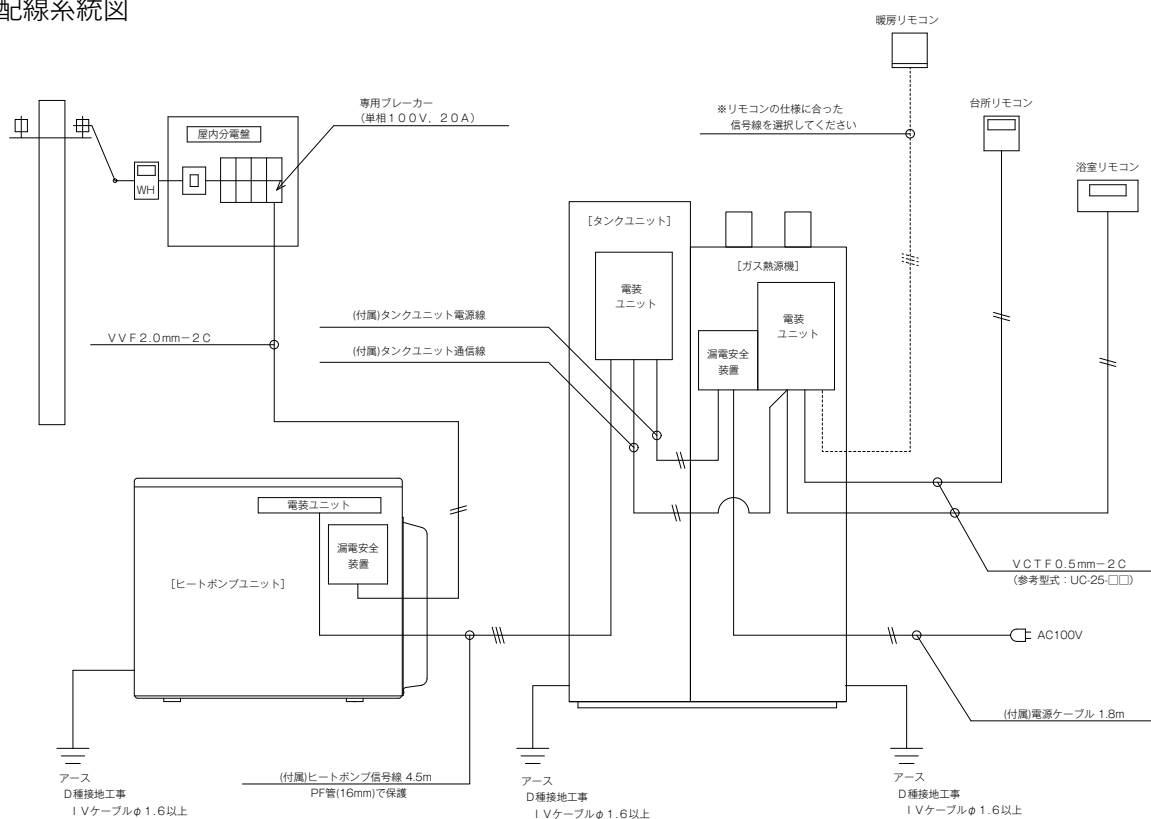 配線系統図
暖房リモコン
専用ブレーカー
(単相１００Ｖ．２０Ａ)
※リモコンの仕様に合った
信号線を選択してください
台所リモコン
屋内分電盤
浴室リモコン
WH
[タンクユニット]
[ガス熱源機]
電装
ユニット
(付属)タンクユニット電源線
電装
ユニット
ＶＶＦ２.０mm－２Ｃ
(付属)タンクユニット通信線
漏電安全
装置
電装ユニット
漏電安全
装置
[ヒートポンプユニット]
ＶＣＴＦ０.５mm－２Ｃ
(参考型式：UC-25-□□)
AC100V
(付属)電源ケーブル 1.8m
(付属)ヒートポンプ信号線 4.5m
PF管(16mm)で保護
アース
Ｄ種接地工事
ＩＶケーブルφ１.６以上
アース
Ｄ種接地工事
ＩＶケーブルφ１.６以上
アース
Ｄ種接地工事
ＩＶケーブルφ１.６以上